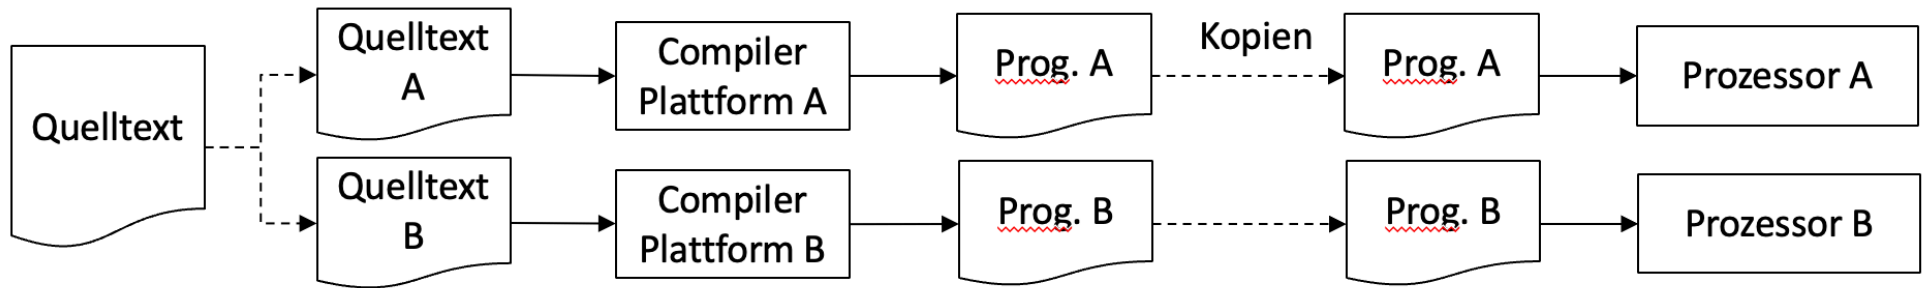 Quelltext
Quelltext
A
Compiler
Plattform A
Prog. A
Kopien
Prog. A
Prozessor A
Quelltext
B
Compiler
Plattform B
Prog. B
Prog. B
Prozessor B